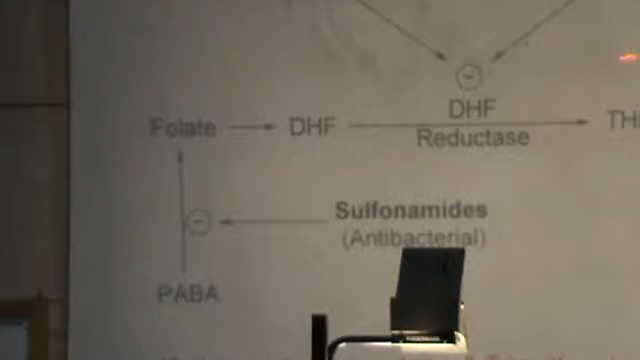 DHF
Folate DHF Reductase
Sulfonamides
(Antibacterial)
PABA